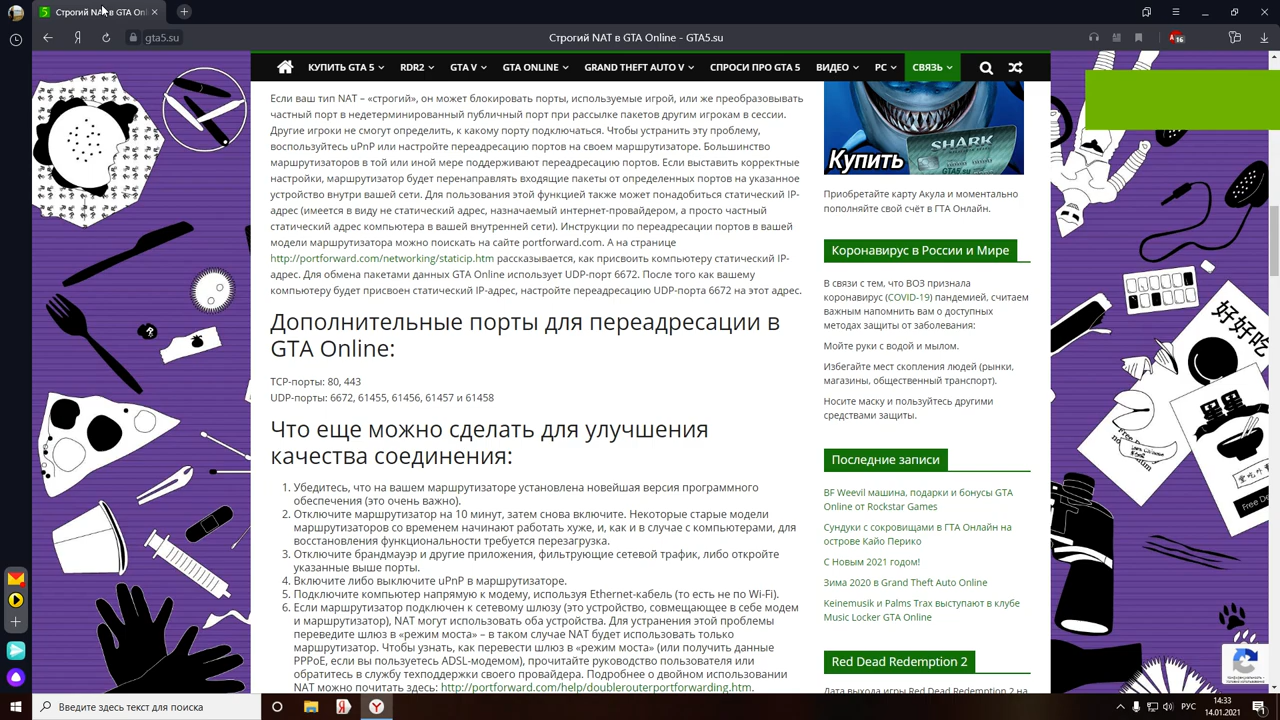 5 Строгий NAT в GTA Onl
gta5.su
Строгий NAT в GTA Online - GTA5.su
16
КУПИТЬ GTA 5
RDR2
GTA V
GTA ONLINE
GRAND THEFT AUTO V
СПРОСИ ПРО GTA 5
ВИДЕО
PC
СВЯЗЬ
Если ваш тип NAT – «строгий», он может блокировать порты, используемые игрой, или же преобразовывать
частный порт в недетерминированный публичный порт при рассылке пакетов другим игрокам в сессии.
Другие игроки не смогут определить, к какому порту подключаться. Чтобы устранить эту проблему,
воспользуйтесь uPnP или настройте переадресацию портов на своем маршрутизаторе. Большинство
маршрутизаторов в той или иной мере поддерживают переадресацию портов. Если выставить корректные
настройки, маршрутизатор будет перенаправлять входящие пакеты от определенных портов на указанное
устройство внутри вашей сети. Для пользования этой функцией также может понадобиться статический IP-
адрес (имеется в виду не статический адрес, назначаемый интернет-провайдером, а просто частный
статический адрес компьютера в вашей внутренней сети). Инструкции по переадресации портов в вашей
модели маршрутизатора можно поискать на сайте portforward.com. А на странице
http://portforward.com/networking/staticip.htm рассказывается, как присвоить компьютеру статический IP-
адрес. Для обмена пакетами данных GTA Online использует UDP-порт 6672. После того как вашему
компьютеру будет присвоен статический IP-адрес, настройте переадресацию UDP-порта 6672 на этот адрес.
Дополнительные порты для переадресации в
GTA Online:
TCP-порты: 80, 443
UDP-порты: 6672, 61455, 61456, 61457 и 61458
Что еще можно сделать для улучшения
качества соединения:
1. Убедитесь, что на вашем маршрутизаторе установлена новейшая версия программного
обеспечения (это очень важно).
2. Отключите маршрутизатор на 10 минут, затем снова включите. Некоторые старые модели
маршрутизаторов со временем начинают работать хуже, и, как и в случае с компьютерами, для
восстановления функциональности требуется перезагрузка.
3. Отключите брандмауэр и другие приложения, фильтрующие сетевой трафик, либо откройте
указанные выше порты.
4. Включите либо выключите uPnP в маршрутизаторе.
5. Подключите компьютер напрямую к модему, используя Ethernet-кабель (то есть не по Wi-Fi).
6. Если маршрутизатор подключен к сетевому шлюзу (это устройство, совмещающее в себе модем
и маршрутизатор), NAT могут использовать оба устройства. Для устранения этой проблемы
переведите шлюз в «режим моста» – в таком случае NAT будет использовать только
маршрутизатор. Чтобы узнать, как перевести шлюз в «режим моста» (или получить данные
PPPoE, если вы пользуетесь ADSL-модемом), прочитайте руководство пользователя или
обратитесь в службу техподдержки своего провайдера. Подробнее о двойном использовании
NAT можно почитать здесь: http://portforward.com/help/doublerouterportforwarding.htm.
Купить
SHARK
GTA5.su
Приобретайте карту Акула и моментально
пополняйте свой счёт в ГТА Онлайн.
Коронавирус в России и Мире
В связи с тем, что ВОЗ признала
коронавирус (COVID-19) пандемией, считаем
важным напомнить вам о доступных
методах защиты от заболевания:
Мойте руки с водой и мылом.
Избегайте мест скопления людей (рынки,
магазины, общественный транспорт).
Носите маску и пользуйтесь другими
средствами защиты.
Последние записи
BF Weevil машина, подарки и бонусы GTA
Online от Rockstar Games
Сундуки с сокровищами в ГТА Онлайн на
острове Кайо Перико
С Новым 2021 годом!
Зима 2020 в Grand Theft Auto Online
Keinemusik и Palms Trax выступают в клубе
Music Locker GTA Online
Red Dead Redemption 2
Дата выхода игры Red Dead Redemption 2 на
好好吃
Введите здесь текст для поиска
РУС
14:33
14.01.2021
1